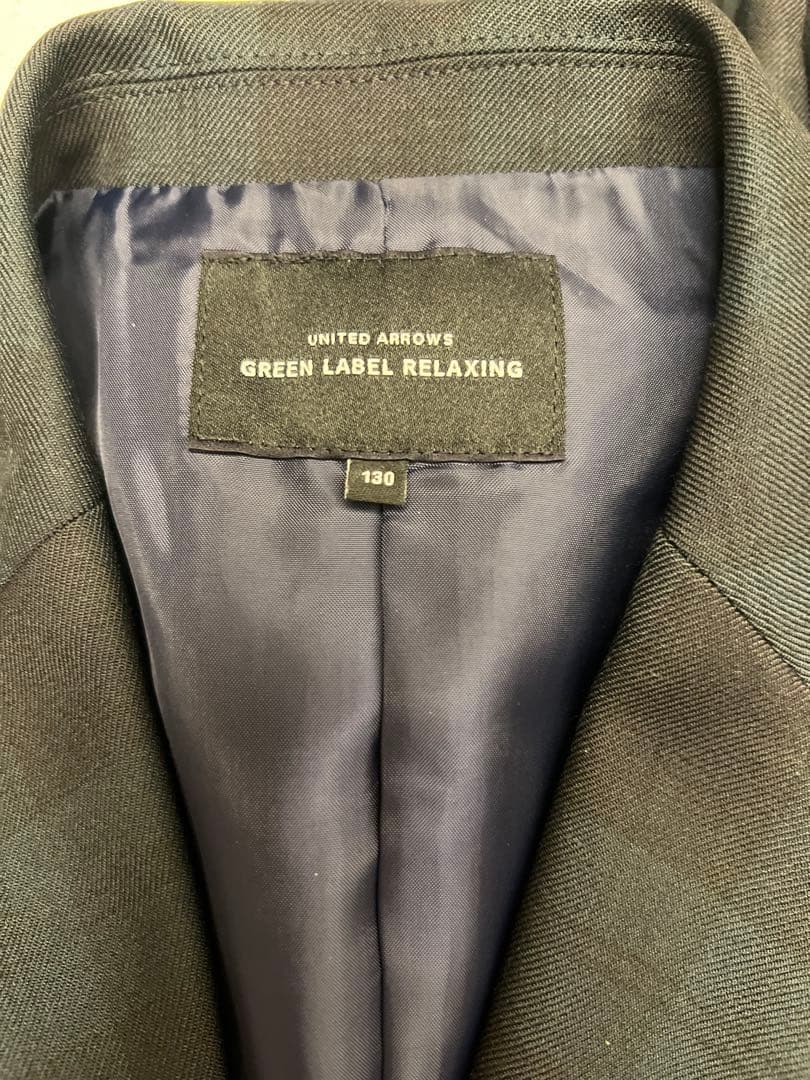 UNITED ARROWS
GREEN LABEL RELAXING
130